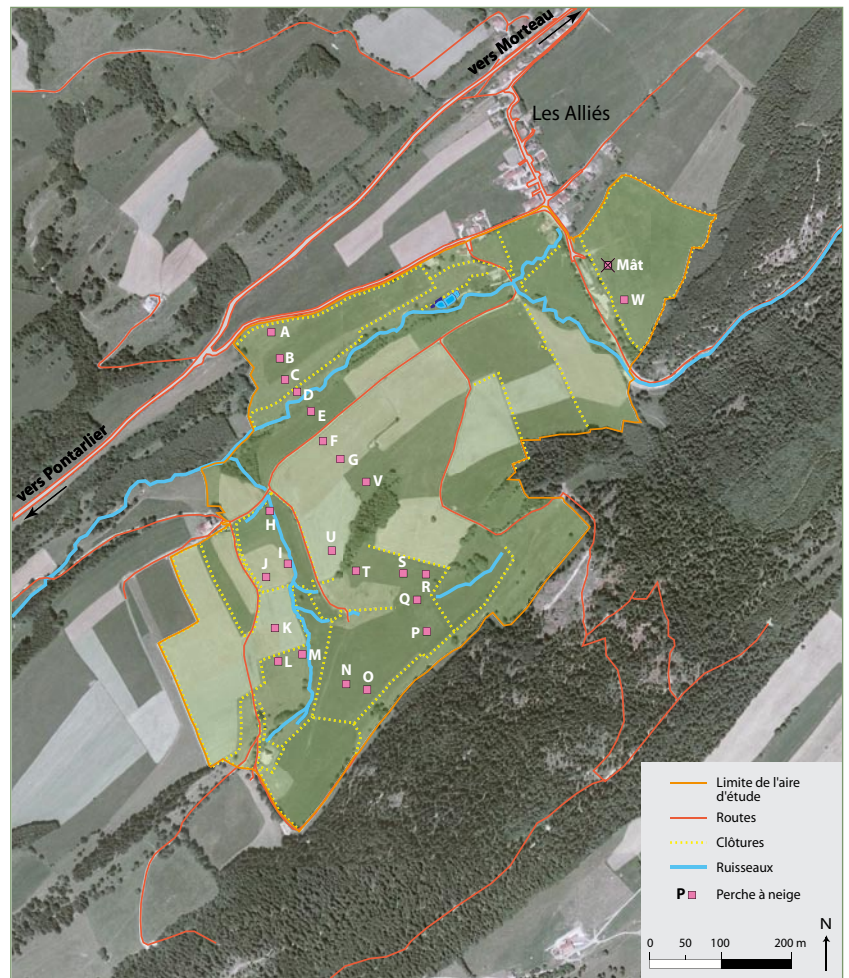 vers Morteau
Les Alliés
Mât
W
A
B
C
D
E
F
G
V
vers Pontarlier
H
U
I
S
T
J
R
Q
K
P
M
L
N
O
Limite de l'aire
d'étude
Routes
Clôtures
Ruisseaux
P Perche à neige
N
0 50 100 200 m